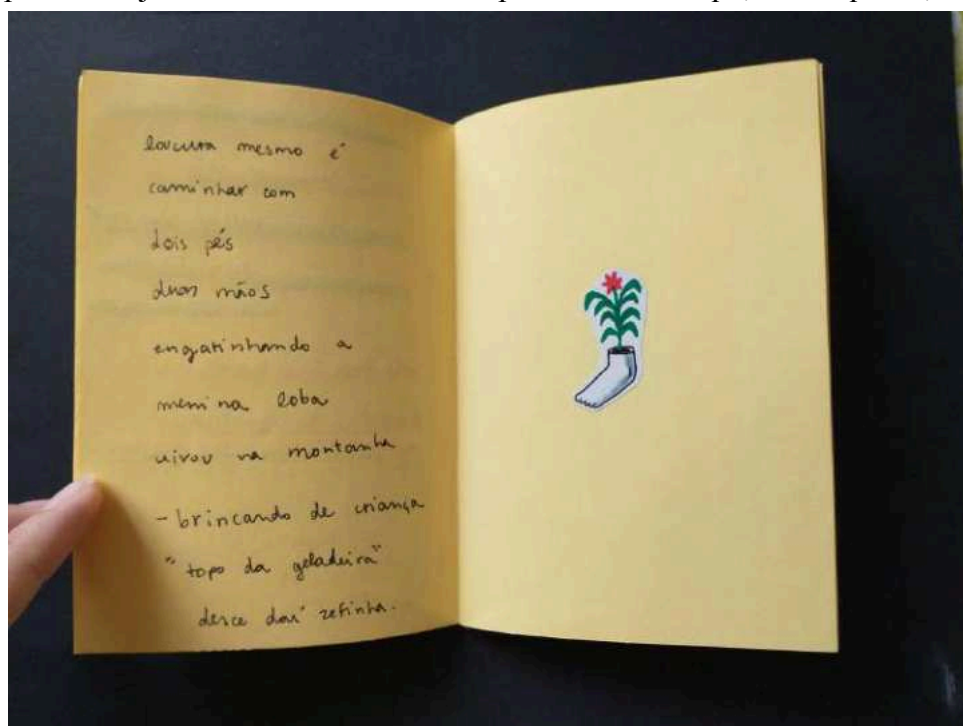 loucura mesmo é
caminhar com
dois pés
duas mãos
engatinhando a
menina loba
uivou na montanha
- brincando de criança
"topo da geladeira"
desce daí zefinha.